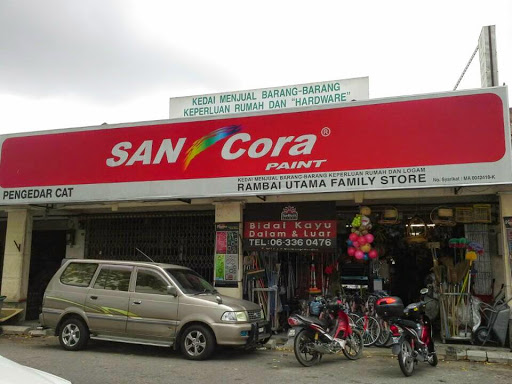 KEDAI MENJUAL BARANG-BARANG
KEPERLUAN RUMAH DAN "HARDWARE"
SAN Cora®
PAINT
KEDAI MENJUAL BARANG-BARANG KEPERLUAN RUMAH DAN LOGAM
PENGEDAR CAT
RAMBAI UTAMA FAMILY STORE
Bidai Kayu
Dalam & Luar
TEL: 06-336 0476